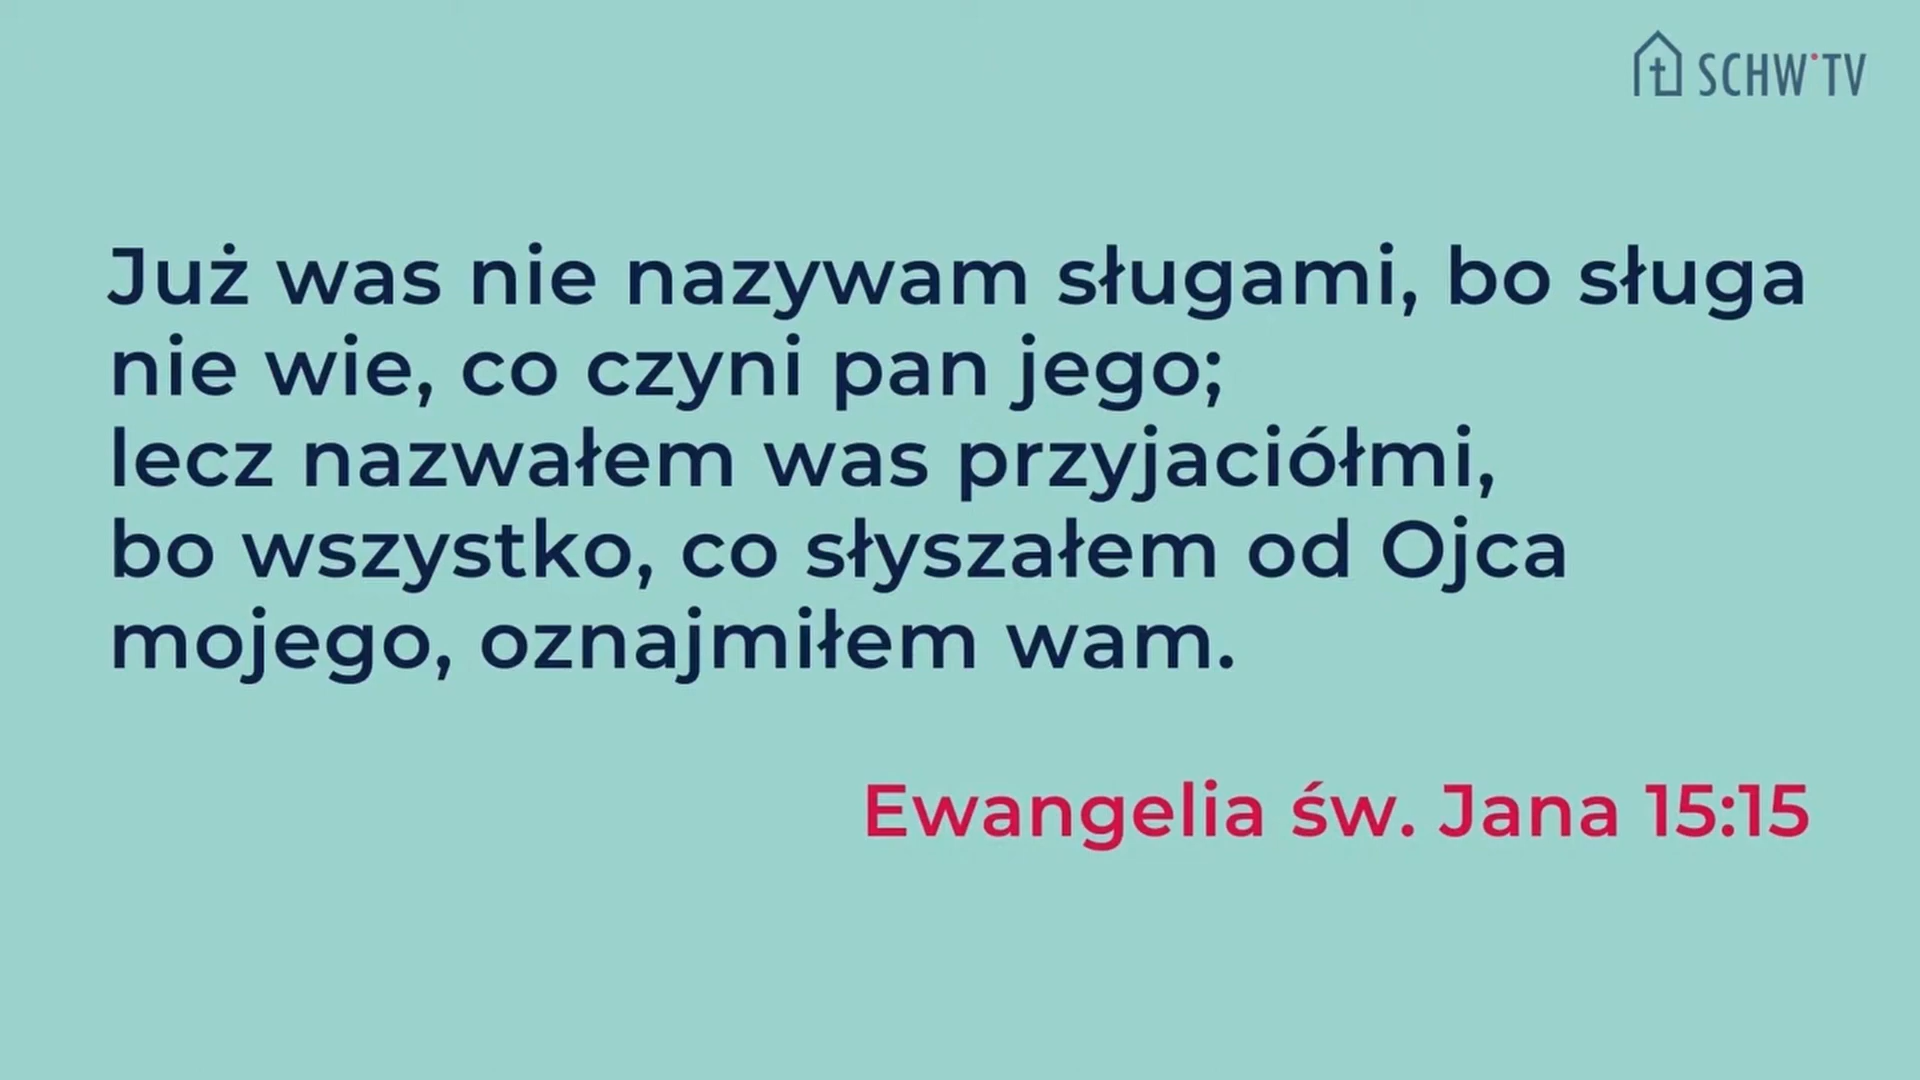 SCHW TV
Już was nie nazywam sługami, bo sługa
nie wie, co czyni pan jego;
lecz nazwałem was przyjaciółmi,
bo wszystko, co słyszałem od Ojca
mojego, oznajmiłem wam.
Ewangelia św. Jana 15:15